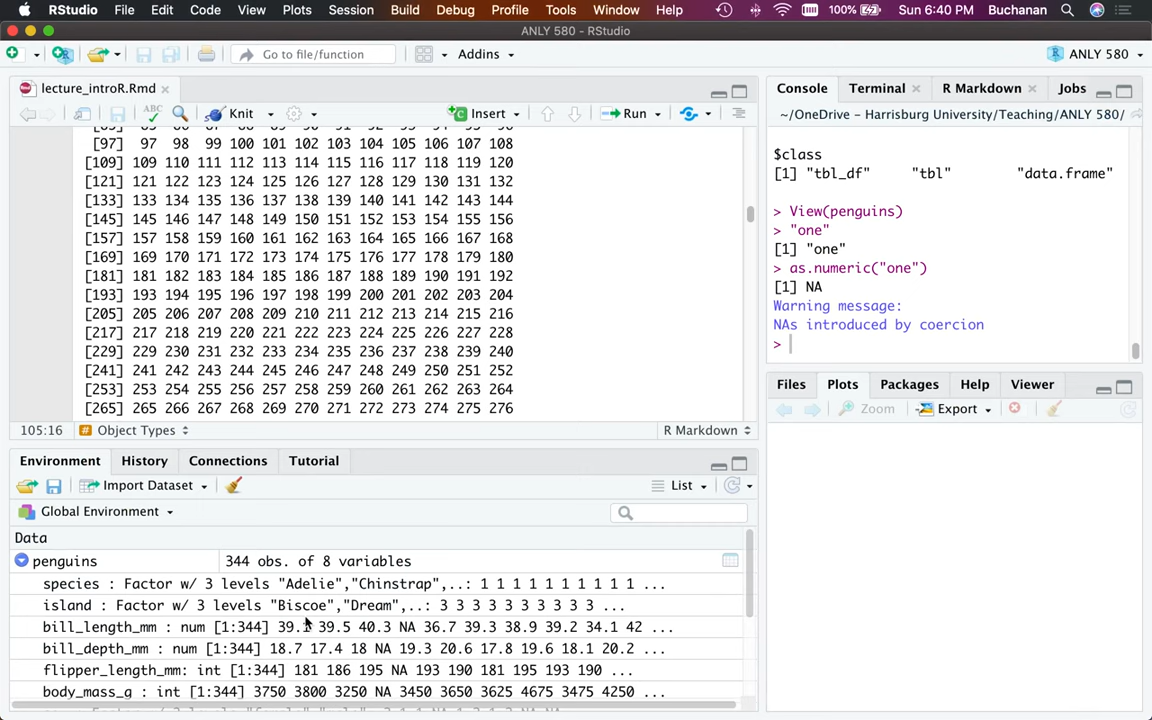 RStudio File Edit Code View Plots Session Build Debug Profile Tools Window Help 100% Sun 6:40 PM Buchanan
ANLY 580 - RStudio
Go to file/function Addins ANLY 580
lecture_introR.Rmd
ABC Knit Insert Run
[97] 97 98 99 100 101 102 103 104 105 106 107 108
[109] 109 110 111 112 113 114 115 116 117 118 119 120
[121] 121 122 123 124 125 126 127 128 129 130 131 132
[133] 133 134 135 136 137 138 139 140 141 142 143 144
[145] 145 146 147 148 149 150 151 152 153 154 155 156
[157] 157 158 159 160 161 162 163 164 165 166 167 168
[169] 169 170 171 172 173 174 175 176 177 178 179 180
[181] 181 182 183 184 185 186 187 188 189 190 191 192
[193] 193 194 195 196 197 198 199 200 201 202 203 204
[205] 205 206 207 208 209 210 211 212 213 214 215 216
[217] 217 218 219 220 221 222 223 224 225 226 227 228
[229] 229 230 231 232 233 234 235 236 237 238 239 240
[241] 241 242 243 244 245 246 247 248 249 250 251 252
[253] 253 254 255 256 257 258 259 260 261 262 263 264
[265] 265 266 267 268 269 270 271 272 273 274 275 276
105:16 # Object Types R Markdown
Environment History Connections Tutorial
Import Dataset List
Global Environment
Data
penguins 344 obs. of 8 variables
species : Factor w/ 3 levels "Adelie","Chinstrap",..: 1 1 1 1 1 1 1 1 1 1 ...
island : Factor w/ 3 levels "Biscoe","Dream",..: 3 3 3 3 3 3 3 3 3 3 ...
bill_length_mm : num [1:344] 39.1 39.5 40.3 NA 36.7 39.3 38.9 39.2 34.1 42 ...
bill_depth_mm : num [1:344] 18.7 17.4 18 NA 19.3 20.6 17.8 19.6 18.1 20.2 ...
flipper_length_mm: int [1:344] 181 186 195 NA 193 190 181 195 193 190 ...
body_mass_g : int [1:344] 3750 3800 3250 NA 3450 3650 3625 4675 3475 4250 ...
Console Terminal R Markdown Jobs
~/OneDrive - Harrisburg University/Teaching/ANLY 580/
$class
[1] "tbl_df" "tbl" "data.frame"
> View(penguins)
> "one"
[1] "one"
> as.numeric("one")
[1] NA
Warning message:
NAs introduced by coercion
>
Files Plots Packages Help Viewer
Zoom Export